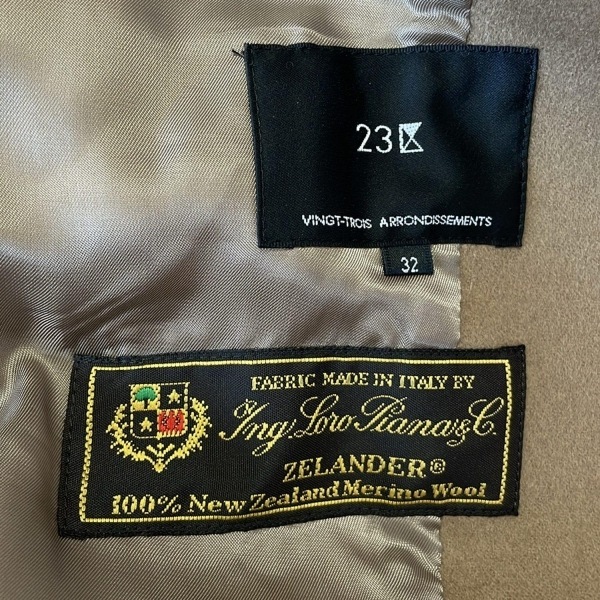 23区
VINGT-TROIS ARRONDISSEMENTS
32
FABRIC MADE IN ITALY BY
Ing. Loro Piana & C.
ZELANDER®
100% New Zealand Merino Wool